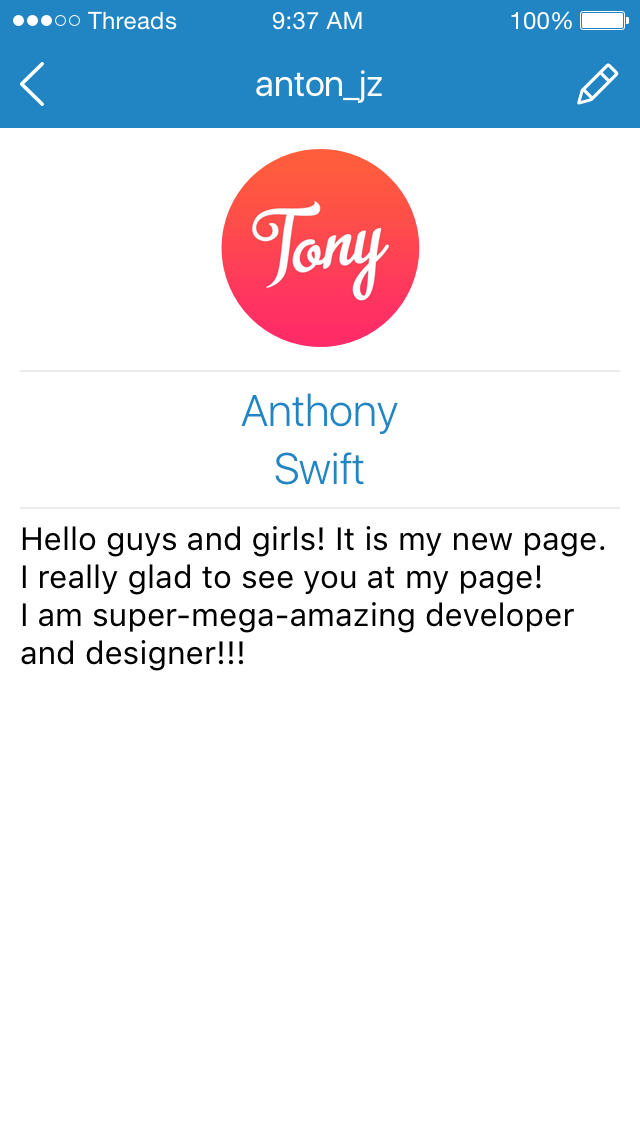 Threads 9:37 AM 100%
anton_jz
Tony
Anthony
Swift
Hello guys and girls! It is my new page.
I really glad to see you at my page!
I am super-mega-amazing developer
and designer!!!